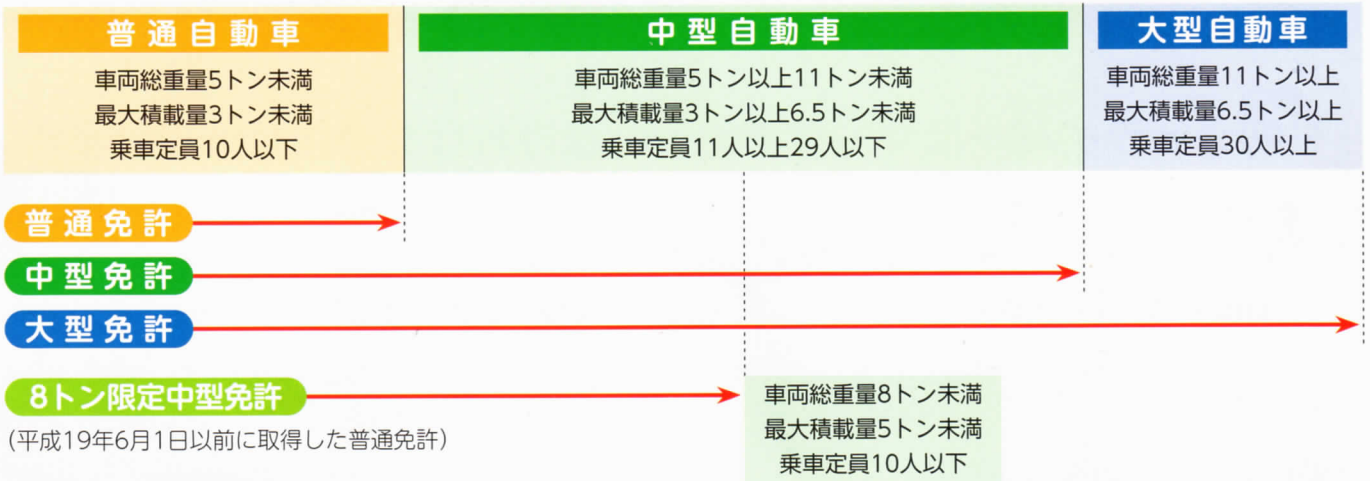 普通自動車
車両総重量5トン未満
最大積載量3トン未満
乗車定員10人以下
中型自動車
車両総重量5トン以上11トン未満
最大積載量3トン以上6.5トン未満
乗車定員11人以上29人以下
大型自動車
車両総重量11トン以上
最大積載量6.5トン以上
乗車定員30人以上
普通免許
中型免許
大型免許
8トン限定中型免許
(平成19年6月1日以前に取得した普通免許)
車両総重量8トン未満
最大積載量5トン未満
乗車定員10人以下